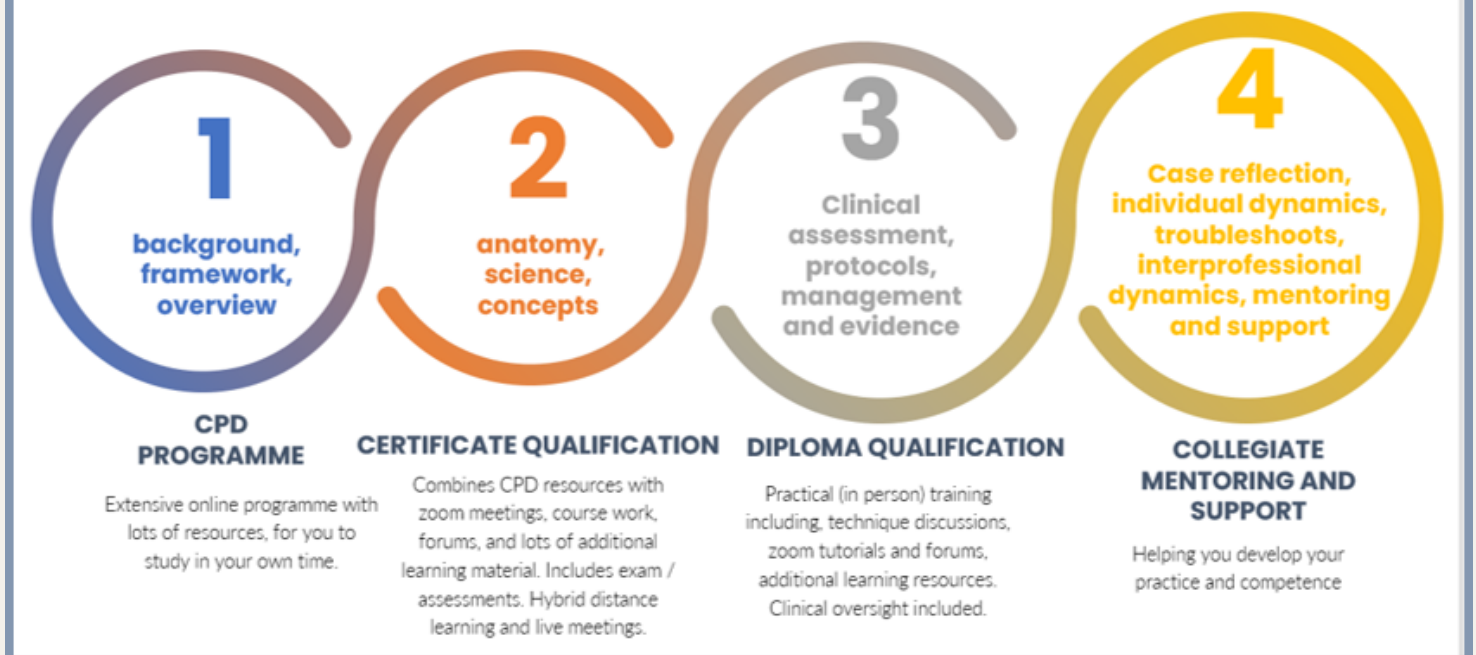 1
background,
framework,
overview
CPD
PROGRAMME
Extensive online programme with
lots of resources, for you to
study in your own time.
2
anatomy,
science,
concepts
CERTIFICATE QUALIFICATION
Combines CPD resources with
zoom meetings, course work,
forums, and lots of additional
learning material. Includes exam /
assessments. Hybrid distance
learning and live meetings.
3
Clinical
assessment,
protocols,
management
and evidence
DIPLOMA QUALIFICATION
Practical (in person) training
including, technique discussions,
zoom tutorials and forums,
additional learning resources.
Clinical oversight included.
4
Case reflection,
individual dynamics,
troubleshoots,
interprofessional
dynamics, mentoring
and support
COLLEGIATE
MENTORING AND
SUPPORT
Helping you develop your
practice and competence